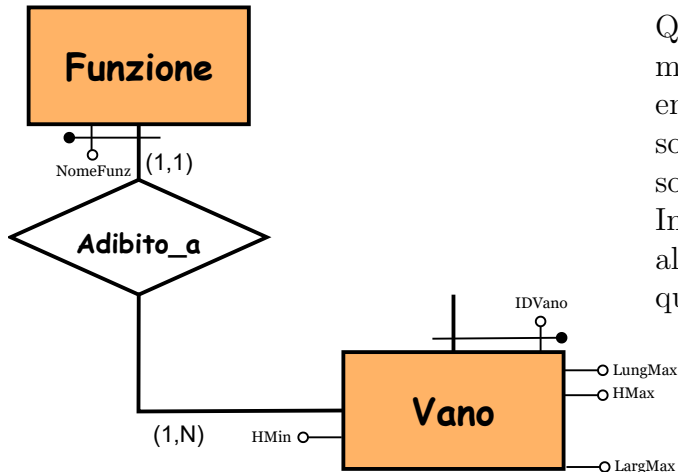 Funzione
NomeFunz
(1,1)
Adibito_a
IDVano
LungMax
HMax
Vano
(1,N)
HMin
LargMax